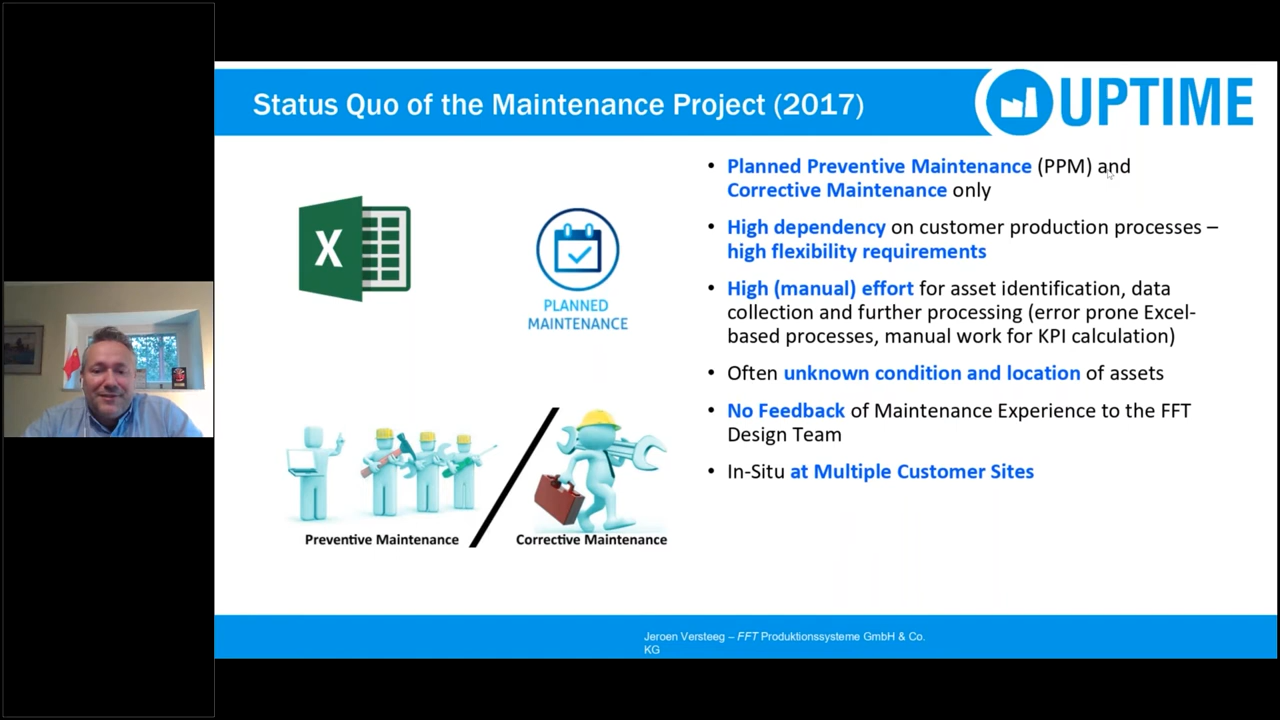 Status Quo of the Maintenance Project (2017)
UPTIME
X
PLANNED
MAINTENANCE
Preventive Maintenance
Corrective Maintenance
• Planned Preventive Maintenance (PPM) and
Corrective Maintenance only
• High dependency on customer production processes –
high flexibility requirements
• High (manual) effort for asset identification, data
collection and further processing (error prone Excel-
based processes, manual work for KPI calculation)
• Often unknown condition and location of assets
• No Feedback of Maintenance Experience to the FFT
Design Team
• In-Situ at Multiple Customer Sites
Jeroen Versteeg – FFT Produktionssysteme GmbH & Co.
KG